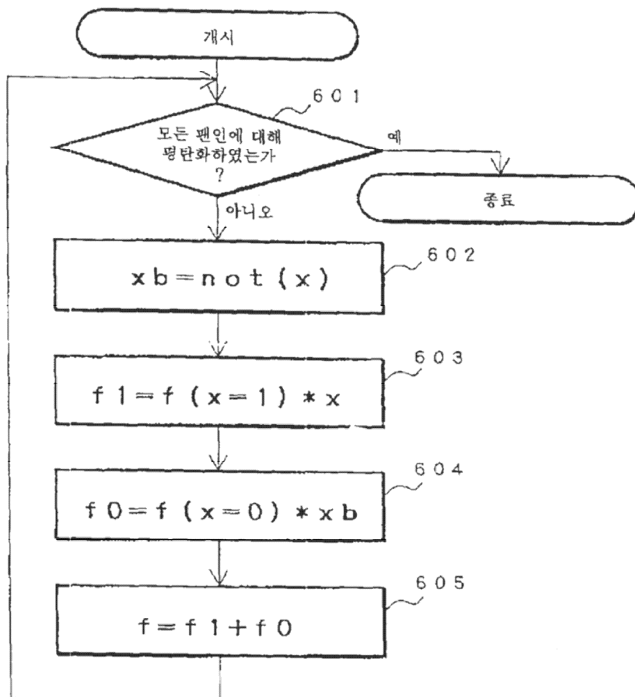 개시
601
모든 팬인에 대해
평탄화하였는가
?
예
종료
아니오
602
xb=not(x)
603
f1=f(x=1)*x
604
f0=f(x=0)*xb
605
f=f1+f0